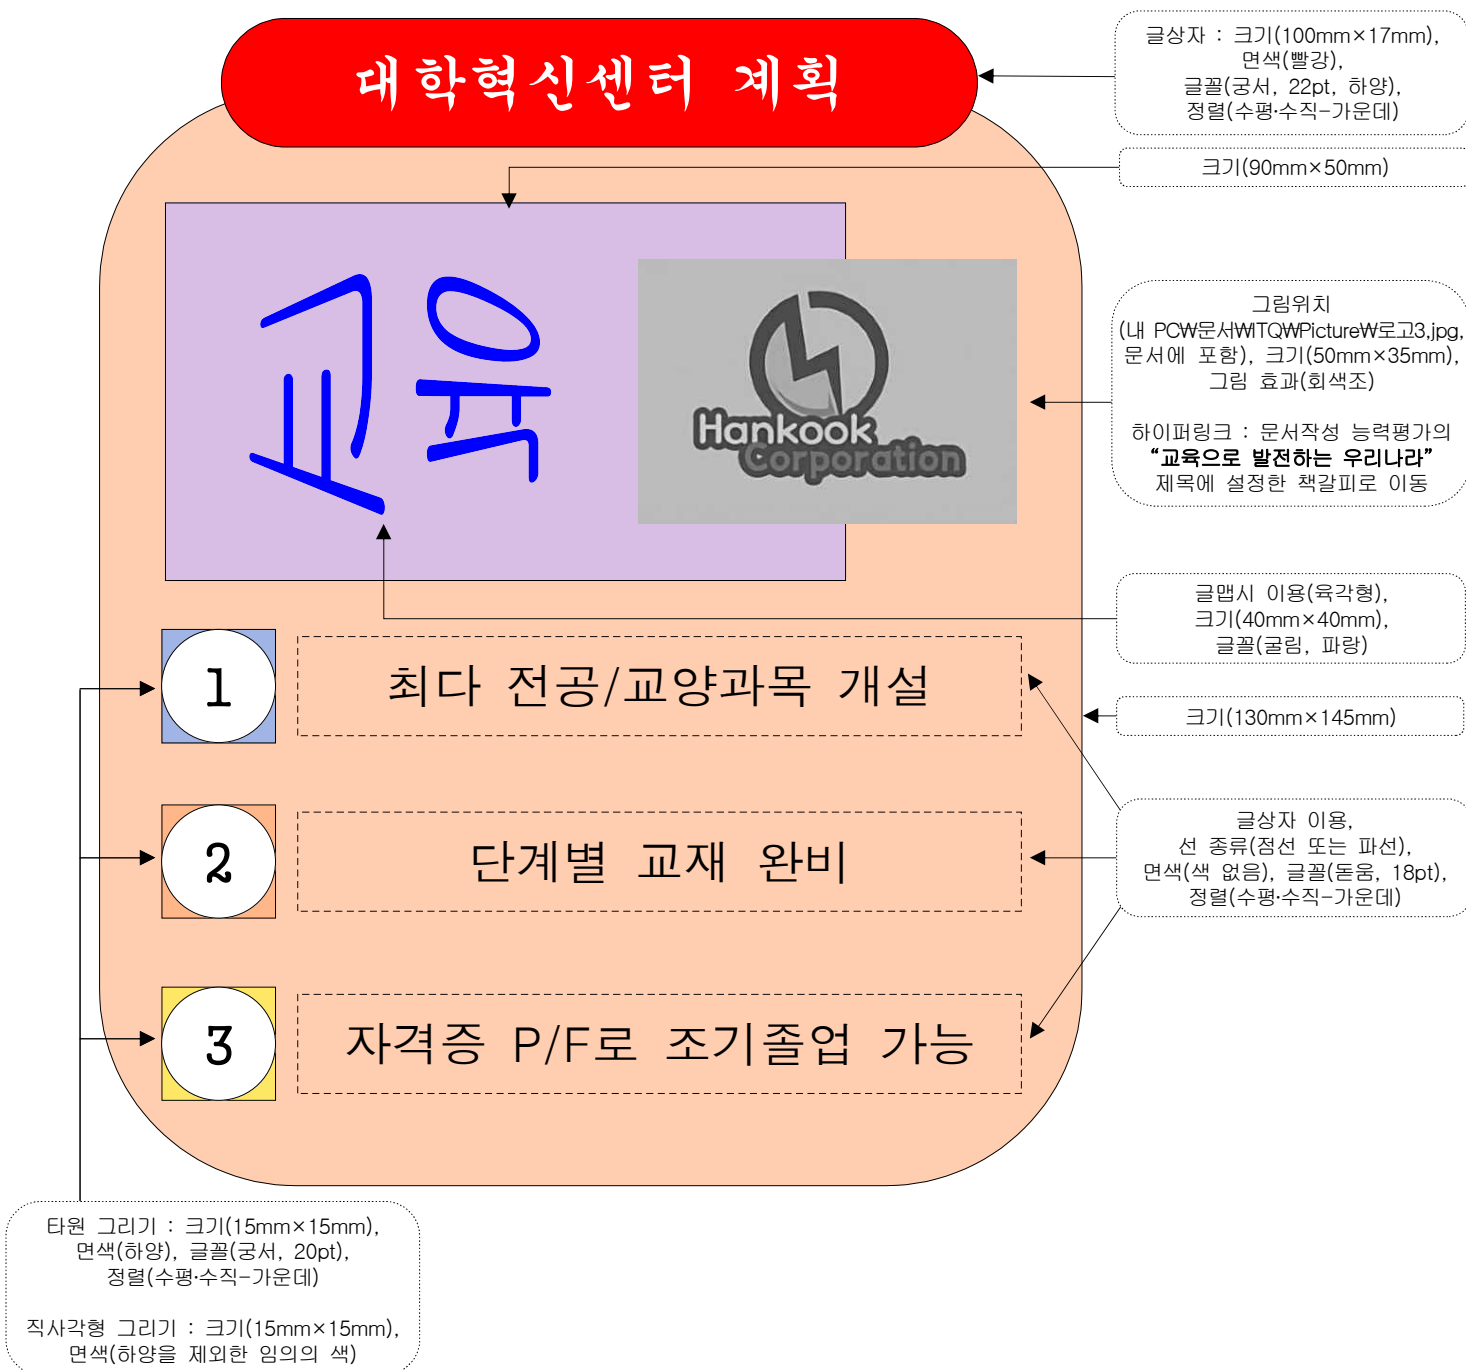 대학혁신센터 계획
글상자 : 크기(100mm×17mm),
면색(빨강),
글꼴(궁서, 22pt, 하양),
정렬(수평·수직-가운데)
크기(90mm×50mm)
교육
Hankook
Corporation
그림위치
(내 PC₩문서₩ITQ₩Picture₩로고3.jpg,
문서에 포함), 크기(50mm×35mm),
그림 효과(회색조)
하이퍼링크 : 문서작성 능력평가의
“교육으로 발전하는 우리나라”
제목에 설정한 책갈피로 이동
글맵시 이용(육각형),
크기(40mm×40mm),
글꼴(굴림, 파랑)
1
최다 전공/교양과목 개설
크기(130mm×145mm)
2
단계별 교재 완비
글상자 이용,
선 종류(점선 또는 파선),
면색(색 없음), 글꼴(돋움, 18pt),
정렬(수평·수직-가운데)
3
자격증 P/F로 조기졸업 가능
타원 그리기 : 크기(15mm×15mm),
면색(하양), 글꼴(궁서, 20pt),
정렬(수평·수직-가운데)
직사각형 그리기 : 크기(15mm×15mm),
면색(하양을 제외한 임의의 색)